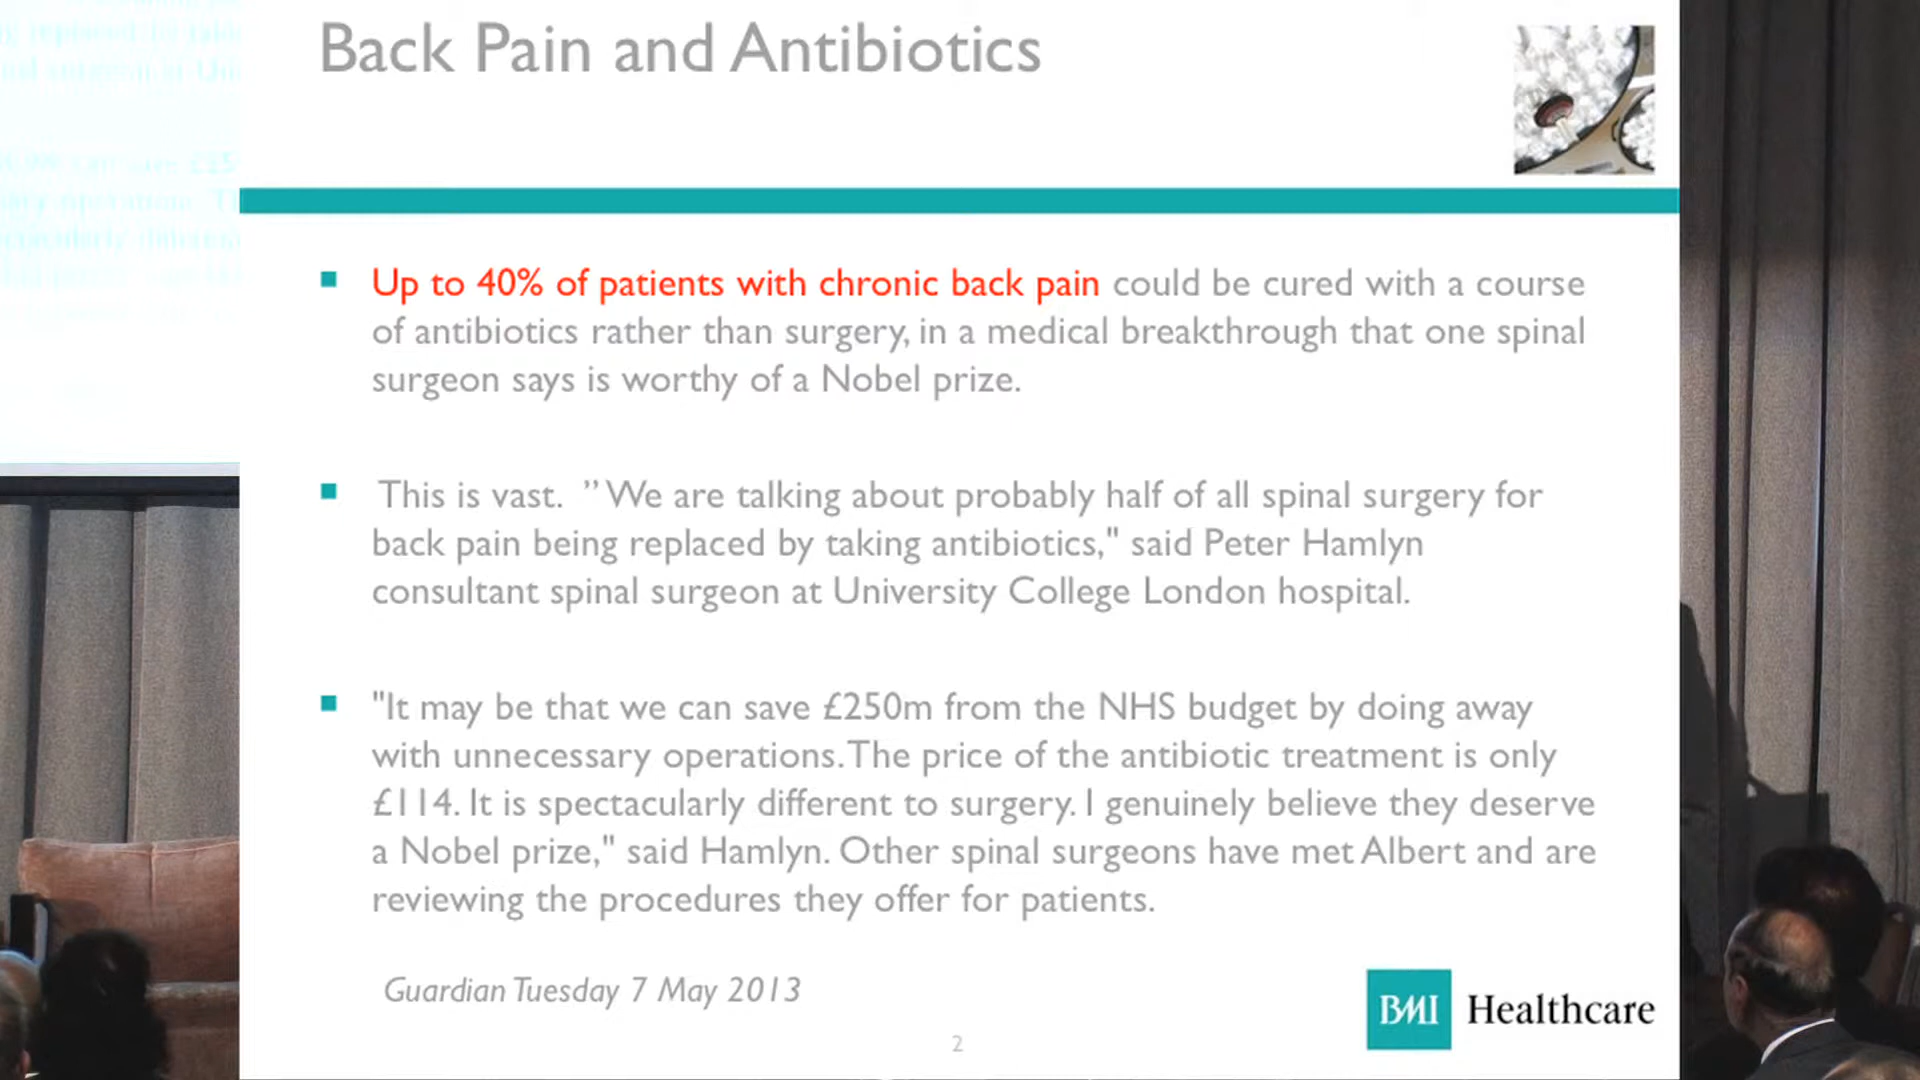 Back Pain and Antibiotics
Up to 40% of patients with chronic back pain could be cured with a course
of antibiotics rather than surgery, in a medical breakthrough that one spinal
surgeon says is worthy of a Nobel prize.
This is vast. ” We are talking about probably half of all spinal surgery for
back pain being replaced by taking antibiotics," said Peter Hamlyn
consultant spinal surgeon at University College London hospital.
"It may be that we can save £250m from the NHS budget by doing away
with unnecessary operations. The price of the antibiotic treatment is only
£114. It is spectacularly different to surgery. I genuinely believe they deserve
a Nobel prize," said Hamlyn. Other spinal surgeons have met Albert and are
reviewing the procedures they offer for patients.
Guardian Tuesday 7 May 2013
BMI Healthcare
2